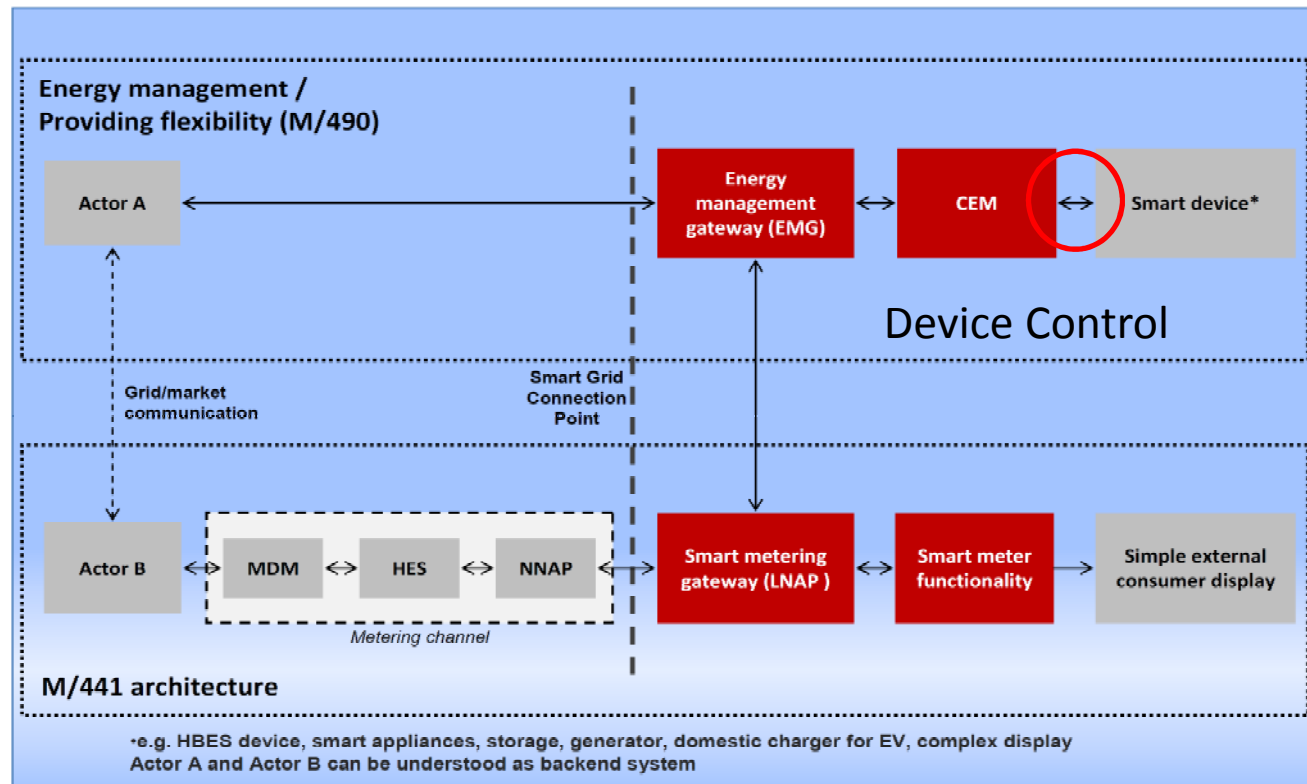 Energy management /
Providing flexibility (M/490)
Actor A
Energy
management
gateway (EMG)
CEM
Smart device*
Device Control
Grid/market
communication
Smart Grid
Connection
Point
Actor B
MDM
HES
NNAP
Smart metering
gateway (LNAP )
Smart meter
functionality
Simple external
consumer display
Metering channel
M/441 architecture
*e.g. HBES device, smart appliances, storage, generator, domestic charger for EV, complex display
Actor A and Actor B can be understood as backend system